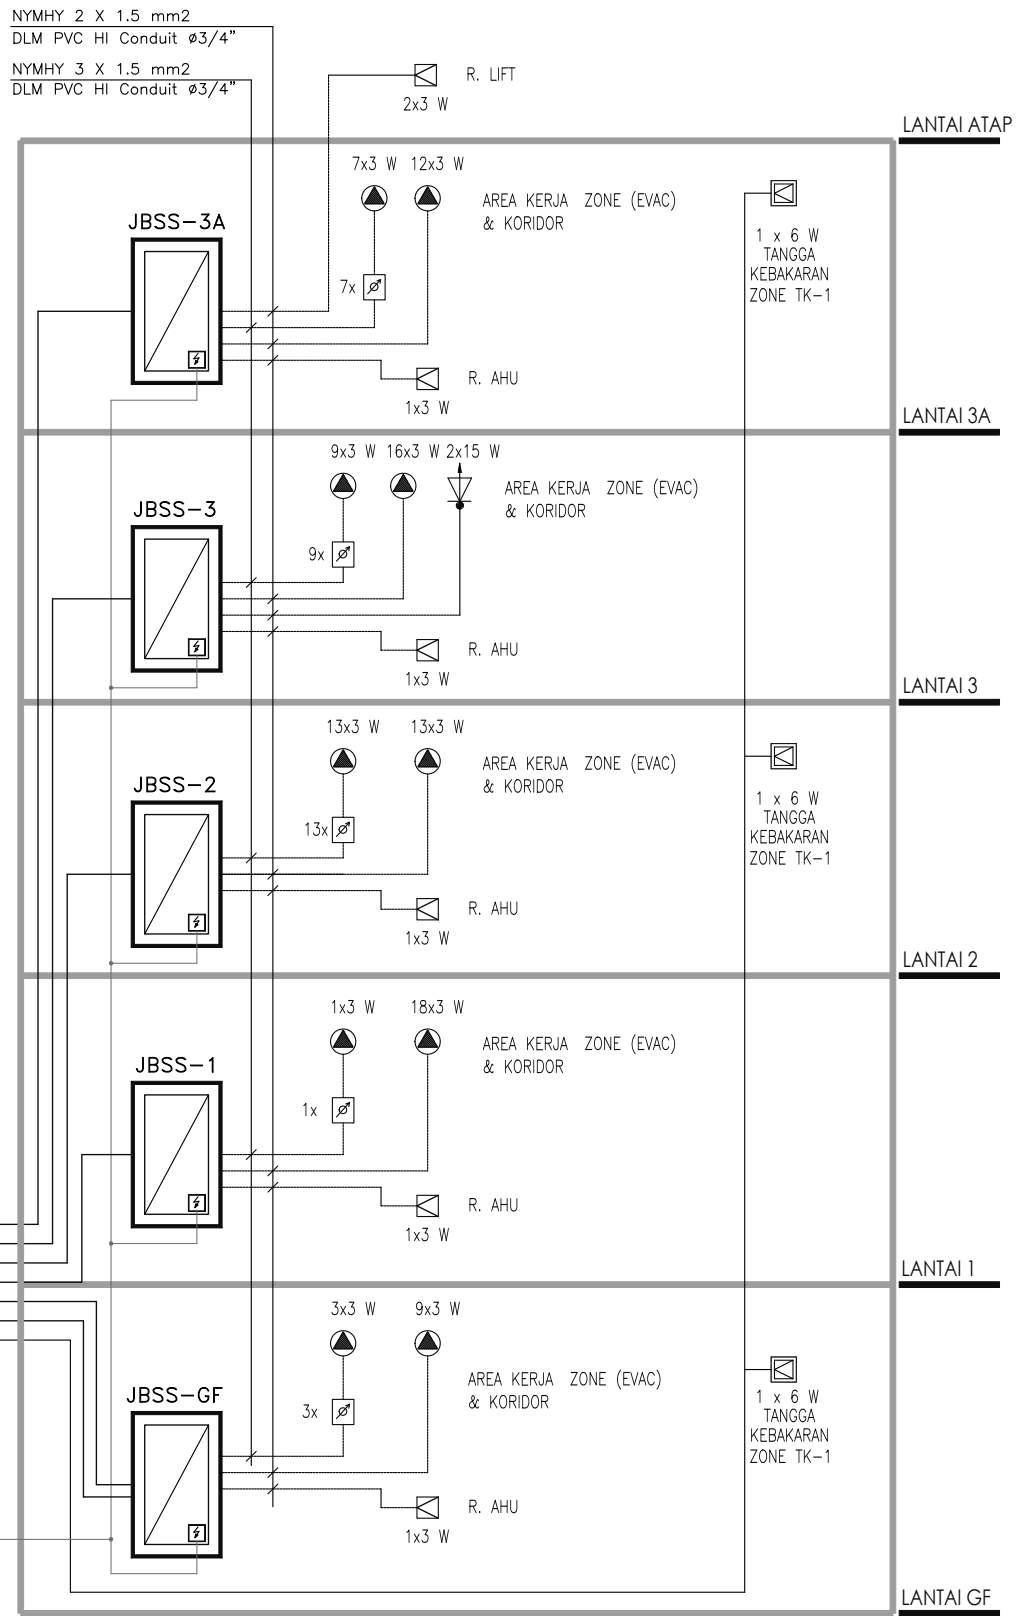 NYMHY 2 X 1.5 mm2
DLM PVC HI Conduit ø3/4"
NYMHY 3 X 1.5 mm2
DLM PVC HI Conduit ø3/4"
R. LIFT
2x3 W
LANTAI ATAP
7x3 W 12x3 W
AREA KERJA ZONE (EVAC)
& KORIDOR
JBSS-3A
7x
1 x 6 W
TANGGA
KEBAKARAN
ZONE TK-1
R. AHU
1x3 W
LANTAI 3A
9x3 W 16x3 W 2x15 W
AREA KERJA ZONE (EVAC)
& KORIDOR
JBSS-3
9x
R. AHU
1x3 W
LANTAI 3
13x3 W 13x3 W
AREA KERJA ZONE (EVAC)
& KORIDOR
JBSS-2
13x
1 x 6 W
TANGGA
KEBAKARAN
ZONE TK-1
R. AHU
1x3 W
LANTAI 2
1x3 W 18x3 W
AREA KERJA ZONE (EVAC)
& KORIDOR
JBSS-1
1x
R. AHU
1x3 W
LANTAI 1
3x3 W 9x3 W
AREA KERJA ZONE (EVAC)
& KORIDOR
JBSS-GF
3x
1 x 6 W
TANGGA
KEBAKARAN
ZONE TK-1
R. AHU
1x3 W
LANTAI GF